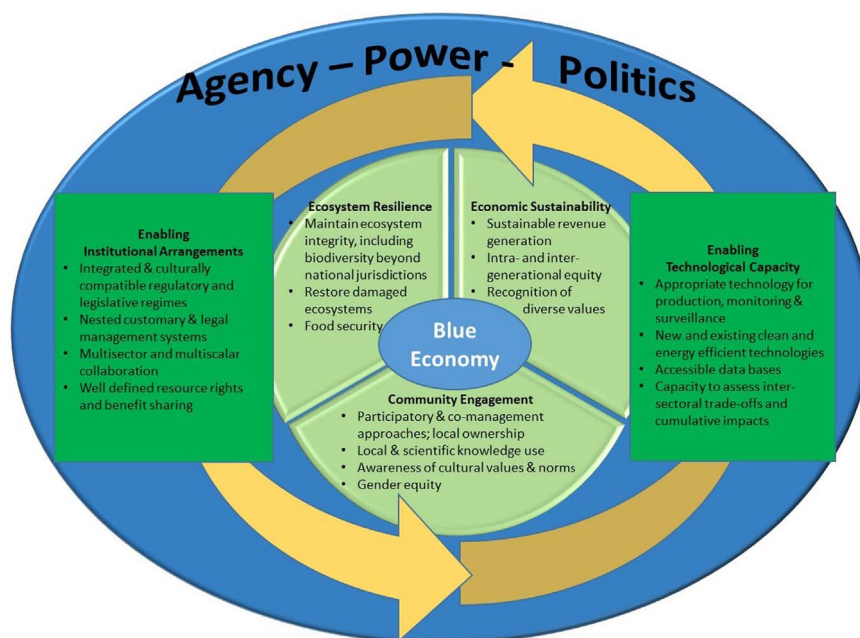 Agency – Power - Politics
Enabling
Institutional Arrangements
• Integrated & culturally
compatible regulatory and
legislative regimes
• Nested customary & legal
management systems
• Multisector and multiscalar
collaboration
• Well defined resource rights
and benefit sharing
Ecosystem Resilience
• Maintain ecosystem
integrity, including
biodiversity beyond
national jurisdictions
• Restore damaged
ecosystems
• Food security
Economic Sustainability
• Sustainable revenue
generation
• Intra- and inter-
generational equity
• Recognition of
diverse values
Blue
Economy
Community Engagement
• Participatory & co-management
approaches; local ownership
• Local & scientific knowledge use
• Awareness of cultural values & norms
• Gender equity
Enabling
Technological Capacity
• Appropriate technology for
production, monitoring &
surveillance
• New and existing clean and
energy efficient technologies
• Accessible data bases
• Capacity to assess inter-
sectoral trade-offs and
cumulative impacts